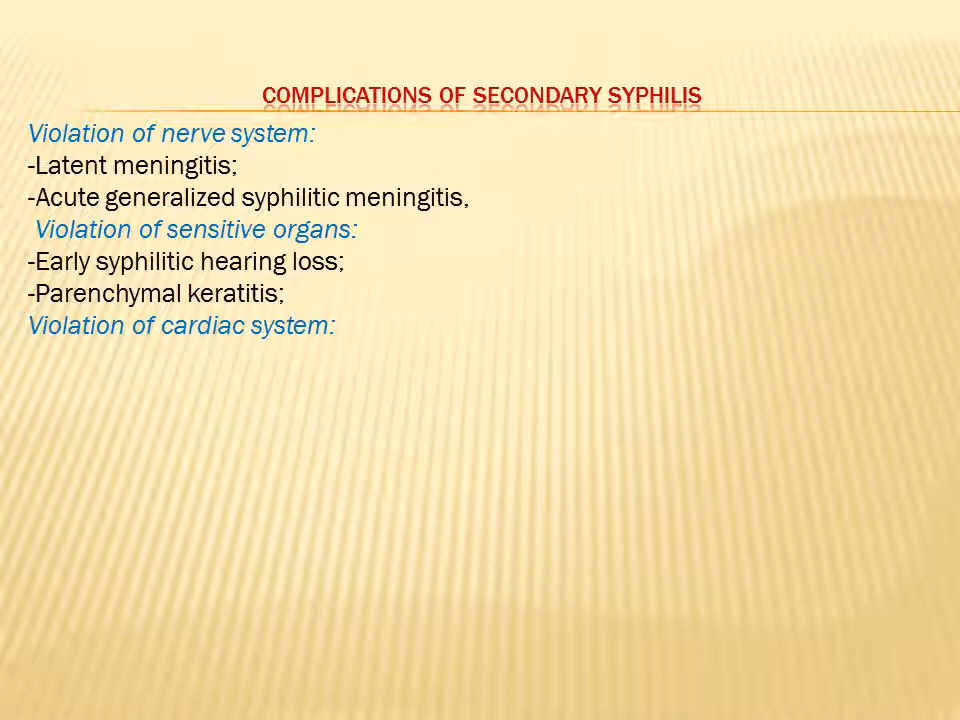 COMPLICATIONS OF SECONDARY SYPHILIS
Violation of nerve system:
-Latent meningitis;
-Acute generalized syphilitic meningitis,
Violation of sensitive organs:
-Early syphilitic hearing loss;
-Parenchymal keratitis;
Violation of cardiac system: